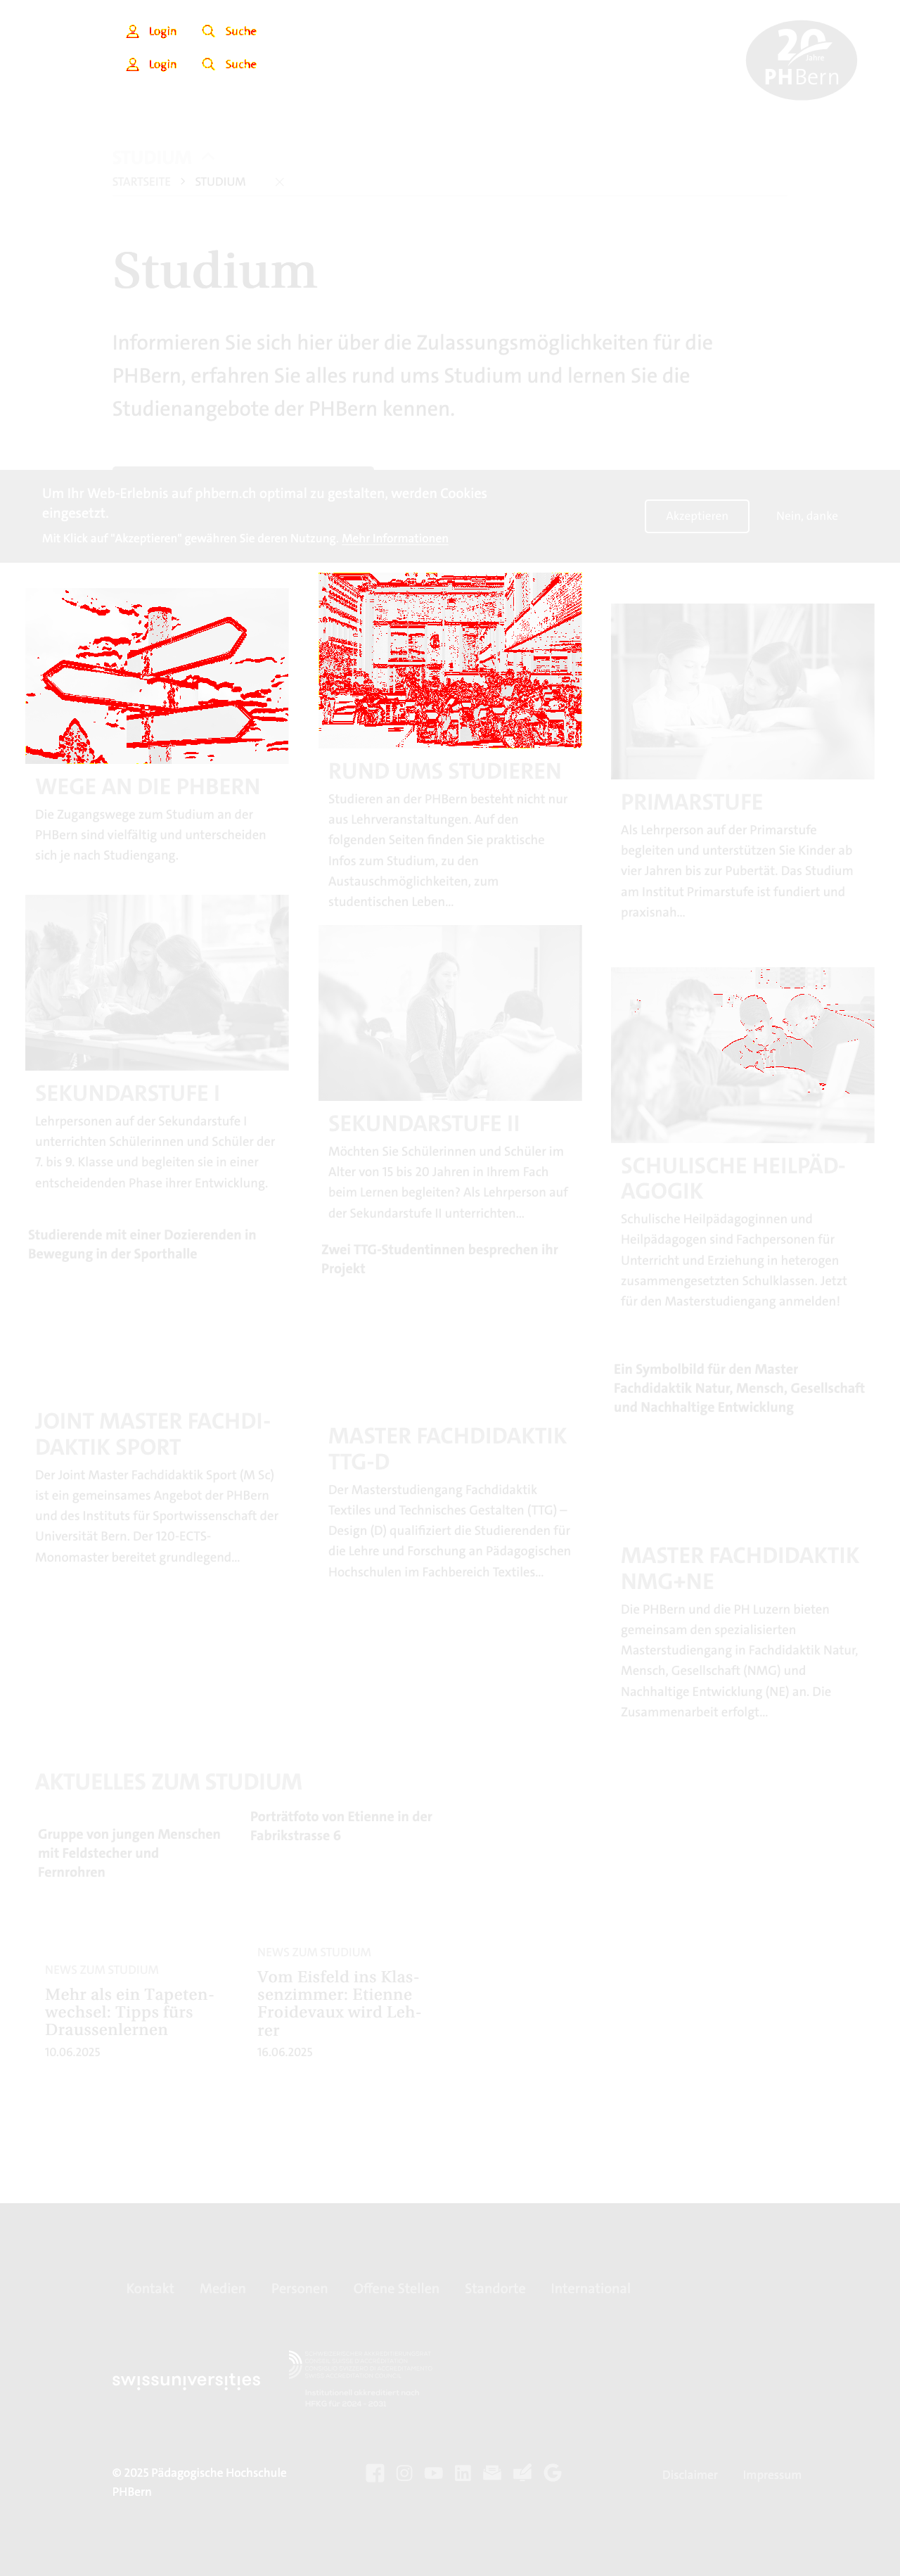 Login Suche
Login Suche
20
Jahre
PHBern
STUDIUM
STARTSEITE > STUDIUM
Studium
Informieren Sie sich hier über die Zulassungsmöglichkeiten für die
PHBern, erfahren Sie alles rund ums Studium und lernen Sie die
Studienangebote der PHBern kennen.
Um Ihr Web-Erlebnis auf phbern.ch optimal zu gestalten, werden Cookies
eingesetzt.
Mit Klick auf "Akzeptieren" gewähren Sie deren Nutzung. Mehr Informationen
Akzeptieren Nein, danke
WEGE AN DIE PHBERN
Die Zugangswege zum Studium an der
PHBern sind vielfältig und unterscheiden
sich je nach Studiengang.
RUND UMS STUDIEREN
Studieren an der PHBern besteht nicht nur
aus Lehrveranstaltungen. Auf den
folgenden Seiten finden Sie praktische
Infos zum Studium, zu den
Austauschmöglichkeiten, zum
studentischen Leben...
PRIMARSTUFE
Als Lehrperson auf der Primarstufe
begleiten und unterstützen Sie Kinder ab
vier Jahren bis zur Pubertät. Das Studium
am Institut Primarstufe ist fundiert und
praxisnah...
SEKUNDARSTUFE I
Lehrpersonen auf der Sekundarstufe I
unterrichten Schülerinnen und Schüler der
7. bis 9. Klasse und begleiten sie in einer
entscheidenden Phase ihrer Entwicklung.
SEKUNDARSTUFE II
Möchten Sie Schülerinnen und Schüler im
Alter von 15 bis 20 Jahren in Ihrem Fach
beim Lernen begleiten? Als Lehrperson auf
der Sekundarstufe II unterrichten...
SCHULISCHE HEILPÄD-
AGOGIK
Schulische Heilpädagoginnen und
Heilpädagogen sind Fachpersonen für
Unterricht und Erziehung in heterogen
zusammengesetzten Schulklassen. Jetzt
für den Masterstudiengang anmelden!
Studierende mit einer Dozierenden in
Bewegung in der Sporthalle
JOINT MASTER FACHDI-
DAKTIK SPORT
Der Joint Master Fachdidaktik Sport (M Sc)
ist ein gemeinsames Angebot der PHBern
und des Instituts für Sportwissenschaft der
Universität Bern. Der 120-ECTS-
Monomaster bereitet grundlegend...
Zwei TTG-Studentinnen besprechen ihr
Projekt
MASTER FACHDIDAKTIK
TTG-D
Der Masterstudiengang Fachdidaktik
Textiles und Technisches Gestalten (TTG) –
Design (D) qualifiziert die Studierenden für
die Lehre und Forschung an Pädagogischen
Hochschulen im Fachbereich Textiles...
Ein Symbolbild für den Master
Fachdidaktik Natur, Mensch, Gesellschaft
und Nachhaltige Entwicklung
MASTER FACHDIDAKTIK
NMG+NE
Die PHBern und die PH Luzern bieten
gemeinsam den spezialisierten
Masterstudiengang in Fachdidaktik Natur,
Mensch, Gesellschaft (NMG) und
Nachhaltige Entwicklung (NE) an. Die
Zusammenarbeit erfolgt...
AKTUELLES ZUM STUDIUM
Gruppe von jungen Menschen
mit Feldstecher und
Fernrohren
NEWS ZUM STUDIUM
Mehr als ein Tapeten-
wechsel: Tipps fürs
Draussenlernen
10.06.2025
Porträtfoto von Etienne in der
Fabrikstrasse 6
NEWS ZUM STUDIUM
Vom Eisfeld ins Klas-
senzimmer: Etienne
Froidevaux wird Leh-
rer
16.06.2025
Kontakt Medien Personen Offene Stellen Standorte International
swissuniversities
© 2025 Pädagogische Hochschule
PHBern
Disclaimer Impressum